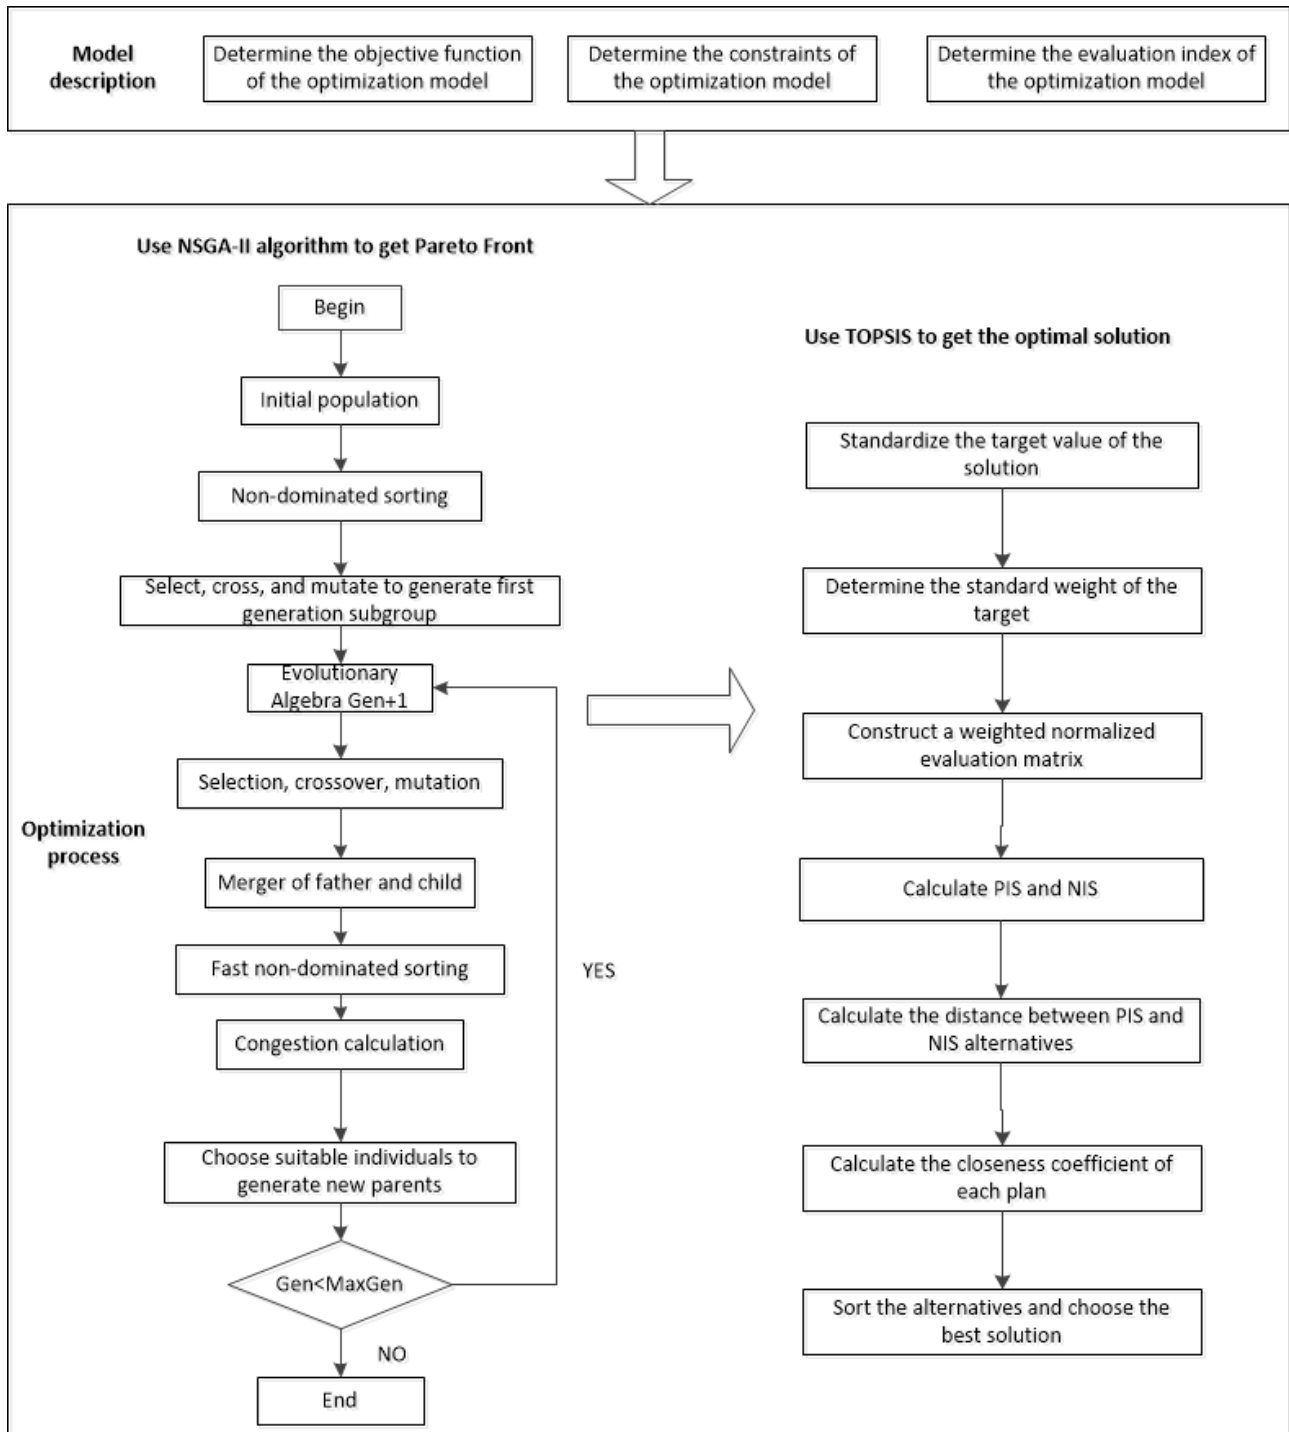 Model
description
Determine the objective function
of the optimization model
Determine the constraints of
the optimization model
Determine the evaluation index of
the optimization model
Use NSGA-II algorithm to get Pareto Front
Begin
Initial population
Non-dominated sorting
Select, cross, and mutate to generate first
generation subgroup
Evolutionary
Algebra Gen+1
Selection, crossover, mutation
Optimization
process
Merger of father and child
Fast non-dominated sorting
YES
Congestion calculation
Choose suitable individuals to
generate new parents
Gen<MaxGen
NO
End
Use TOPSIS to get the optimal solution
Standardize the target value of the
solution
Determine the standard weight of the
target
Construct a weighted normalized
evaluation matrix
Calculate PIS and NIS
Calculate the distance between PIS and
NIS alternatives
Calculate the closeness coefficient of
each plan
Sort the alternatives and choose the
best solution